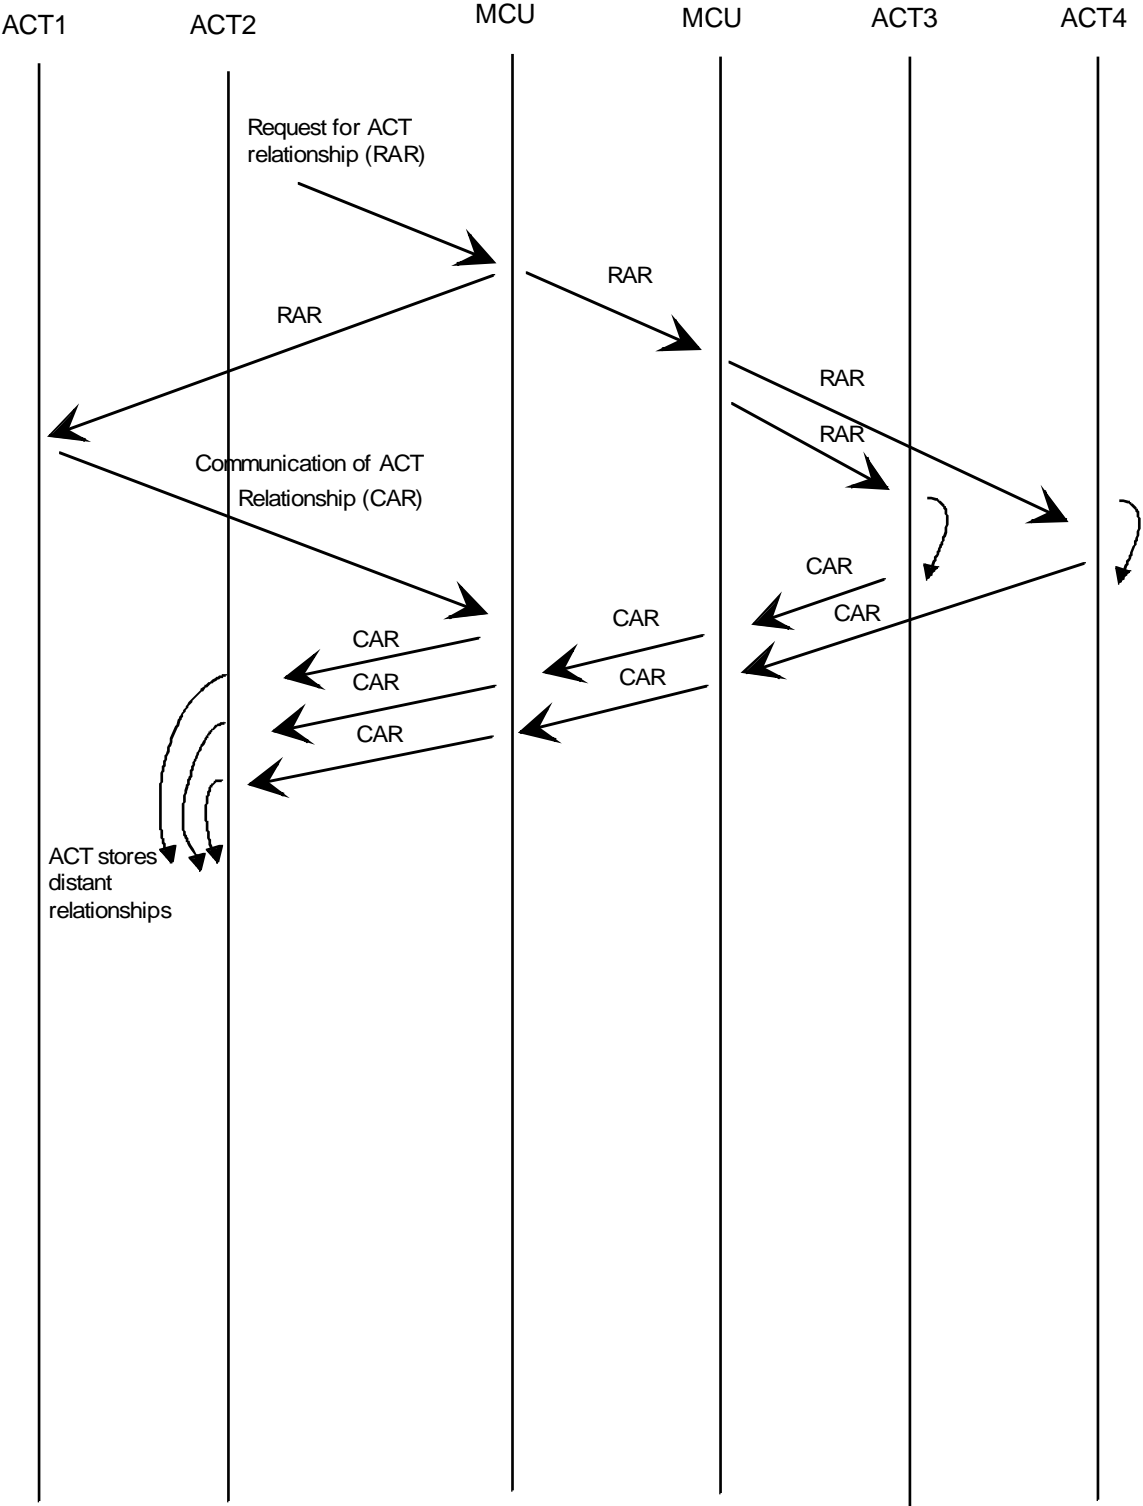 ACT1
ACT2
MCU
MCU
ACT3
ACT4
Request for ACT
relationship (RAR)
RAR
RAR
RAR
RAR
Communication of ACT
Relationship (CAR)
CAR
CAR
CAR
CAR
CAR
CAR
CAR
ACT stores
distant
relationships